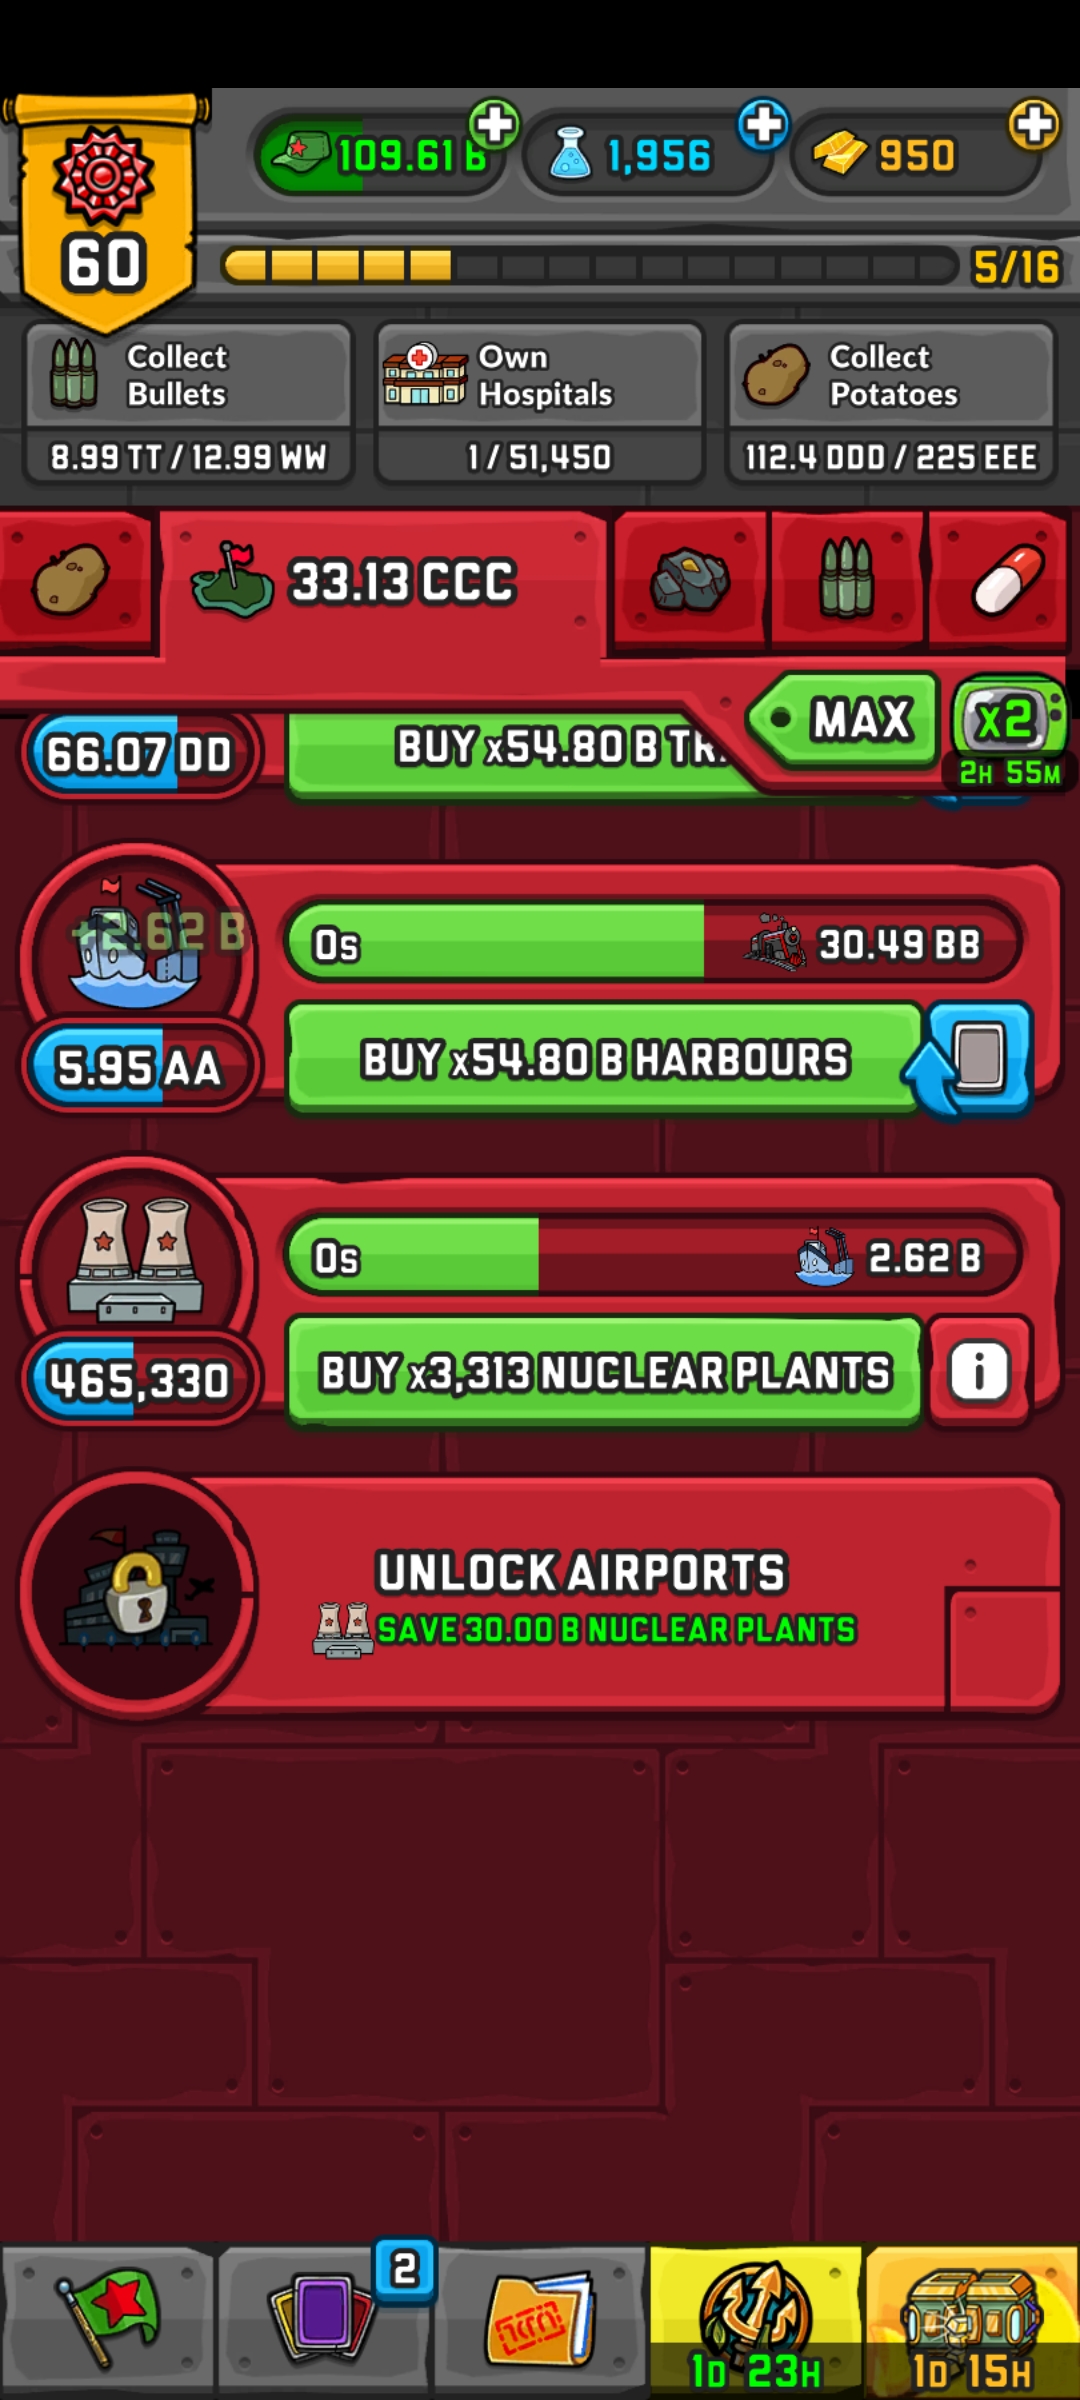 109.61 B
1,956
950
60
5/16
Collect
Bullets
8.99 TT / 12.99 WW
Own
Hospitals
1 / 51,450
Collect
Potatoes
112.4 DDD / 225 EEE
33.13 CCC
MAX
x2
2H 55M
66.07 DD
BUY x54.80 B TR
+2.62 B
0s
30.49 BB
5.95 AA
BUY x54.80 B HARBOURS
0s
2.62 B
465,330
BUY x3,313 NUCLEAR PLANTS
i
UNLOCK AIRPORTS
SAVE 30.00 B NUCLEAR PLANTS
2
1D 23H
1D 15H